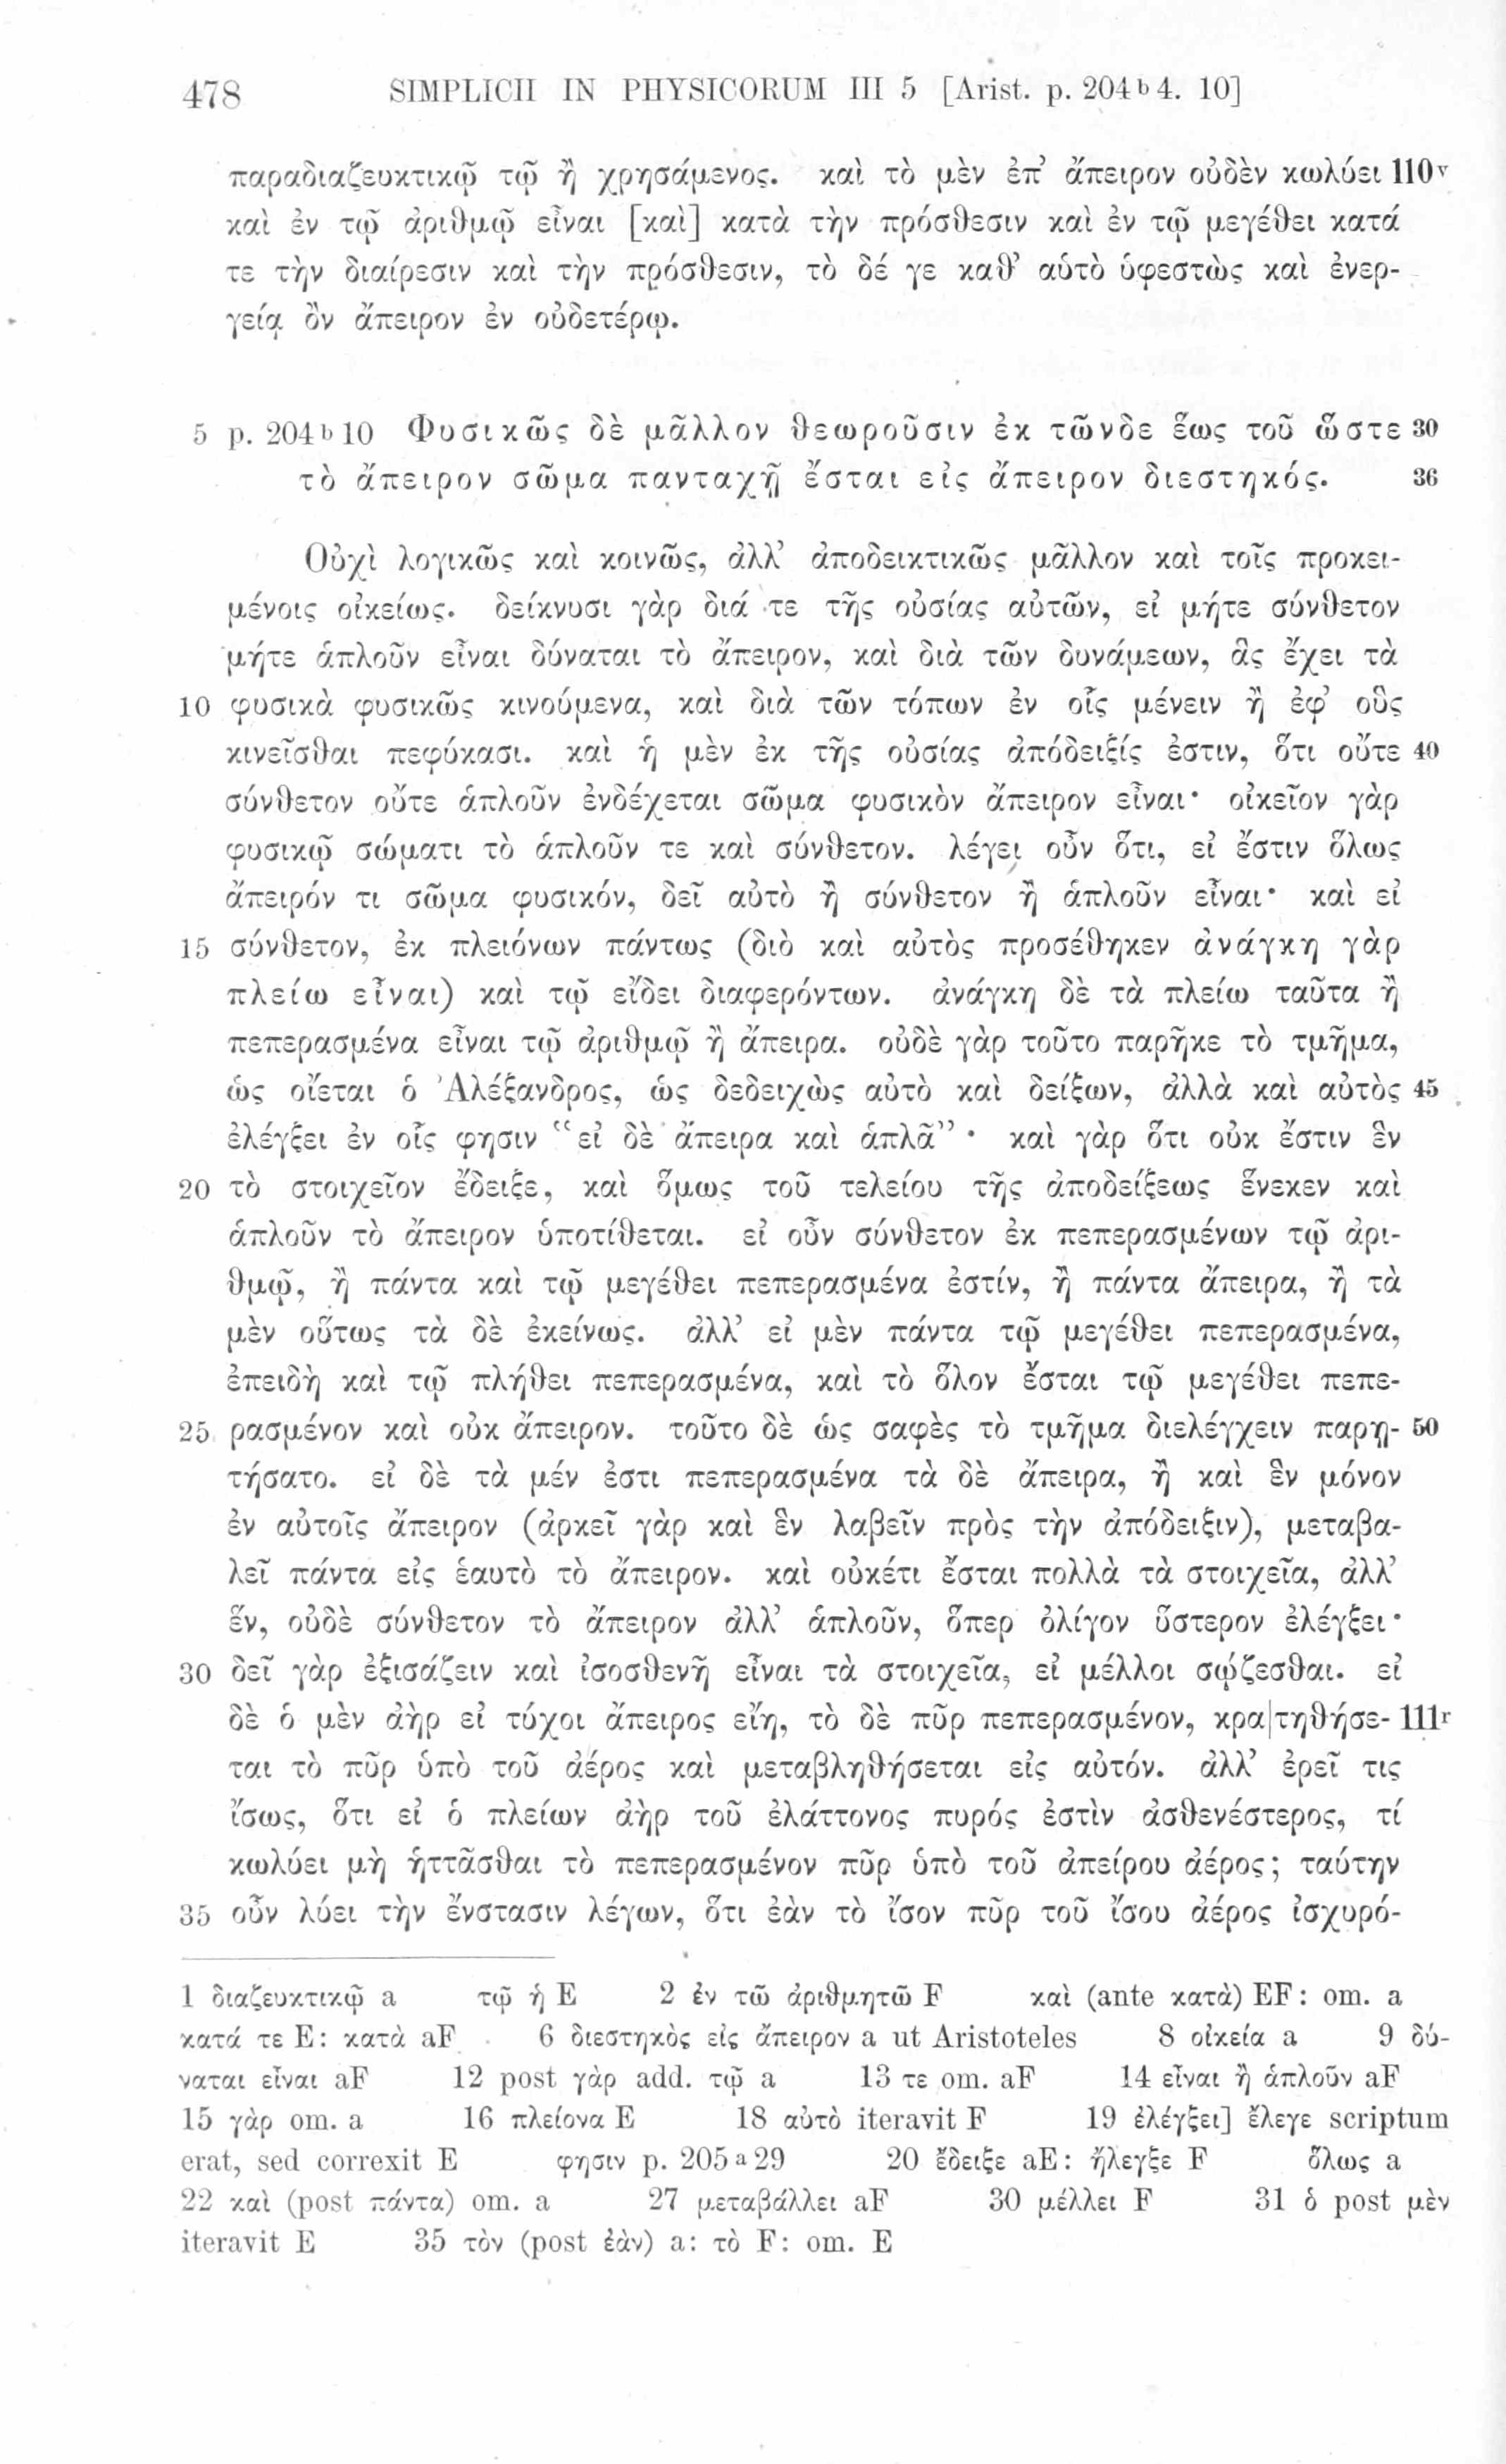 478 SIMPLICII IN PHYSICORUM III 5 [Arist. p. 204ᵇ4. 10]
παραδιαζευκτικῷ τῷ ἢ χρησάμενος. καὶ τὸ μὲν ἐπ’ ἄπειρον οὐδὲν κωλύει 110ᵛ
καὶ ἐν τῷ ἀριθμῷ εἶναι [καὶ] κατὰ τὴν πρόσθεσιν καὶ ἐν τῷ μεγέθει κατά
τε τὴν διαίρεσιν καὶ τὴν πρόσθεσιν, τὸ δέ γε καθ’ αὑτὸ ὑφεστὼς καὶ ἐνερ-
γείᾳ ὂν ἄπειρον ἐν οὐδετέρῳ.
5 p. 204ᵇ10 Φυσικῶς δὲ μᾶλλον θεωροῦσιν ἐκ τῶνδε ἕως τοῦ ὥστε 30
τὸ ἄπειρον σῶμα πανταχῇ ἔσται εἰς ἄπειρον διεστηκός. 36
Οὐχὶ λογικῶς καὶ κοινῶς, ἀλλ’ ἀποδεικτικῶς μᾶλλον καὶ τοῖς προκει-
μένοις οἰκείως. δείκνυσι γὰρ διά τε τῆς οὐσίας αὐτῶν, εἰ μήτε σύνθετον
μήτε ἁπλοῦν εἶναι δύναται τὸ ἄπειρον, καὶ διὰ τῶν δυνάμεων, ἃς ἔχει τὰ
10 φυσικὰ φυσικῶς κινούμενα, καὶ διὰ τῶν τόπων ἐν οἷς μένειν ἢ ἐφ’ οὓς
κινεῖσθαι πεφύκασι. καὶ ἡ μὲν ἐκ τῆς οὐσίας ἀπόδειξίς ἐστιν, ὅτι οὔτε 40
σύνθετον οὔτε ἁπλοῦν ἐνδέχεται σῶμα φυσικὸν ἄπειρον εἶναι· οἰκεῖον γὰρ
φυσικῷ σώματι τὸ ἁπλοῦν τε καὶ σύνθετον. λέγει οὖν ὅτι, εἰ ἔστιν ὅλως
ἄπειρόν τι σῶμα φυσικόν, δεῖ αὐτὸ ἢ σύνθετον ἢ ἁπλοῦν εἶναι· καὶ εἰ
15 σύνθετον, ἐκ πλειόνων πάντως (διὸ καὶ αὐτὸς προσέθηκεν ἀνάγκη γὰρ
πλείω εἶναι) καὶ τῷ εἴδει διαφερόντων. ἀνάγκη δὲ τὰ πλείω ταῦτα ἢ
πεπερασμένα εἶναι τῷ ἀριθμῷ ἢ ἄπειρα. οὐδὲ γὰρ τοῦτο παρῆκε τὸ τμῆμα,
ὡς οἴεται ὁ Ἀλέξανδρος, ὡς δεδειχὼς αὐτὸ καὶ δείξων, ἀλλὰ καὶ αὐτὸς 45
ἐλέγξει ἐν οἷς φησιν “εἰ δὲ ἄπειρα καὶ ἁπλᾶ”· καὶ γὰρ ὅτι οὐκ ἔστιν ἓν
20 τὸ στοιχεῖον ἔδειξε, καὶ ὅμως τοῦ τελείου τῆς ἀποδείξεως ἕνεκεν καὶ
ἁπλοῦν τὸ ἄπειρον ὑποτίθεται. εἰ οὖν σύνθετον ἐκ πεπερασμένων τῷ ἀρι-
θμῷ, ἢ πάντα καὶ τῷ μεγέθει πεπερασμένα ἐστίν, ἢ πάντα ἄπειρα, ἢ τὰ
μὲν οὕτως τὰ δὲ ἐκείνως. ἀλλ’ εἰ μὲν πάντα τῷ μεγέθει πεπερασμένα,
ἐπειδὴ καὶ τῷ πλήθει πεπερασμένα, καὶ τὸ ὅλον ἔσται τῷ μεγέθει πεπε-
25 ρασμένον καὶ οὐκ ἄπειρον. τοῦτο δὲ ὡς σαφὲς τὸ τμῆμα διελέγχειν παρῃ- 50
τήσατο. εἰ δὲ τὰ μέν ἐστι πεπερασμένα τὰ δὲ ἄπειρα, ἢ καὶ ἓν μόνον
ἐν αὐτοῖς ἄπειρον (ἀρκεῖ γὰρ καὶ ἓν λαβεῖν πρὸς τὴν ἀπόδειξιν), μεταβα-
λεῖ πάντα εἰς ἑαυτὸ τὸ ἄπειρον. καὶ οὐκέτι ἔσται πολλὰ τὰ στοιχεῖα, ἀλλ’
ἕν, οὐδὲ σύνθετον τὸ ἄπειρον ἀλλ’ ἁπλοῦν, ὅπερ ὀλίγον ὕστερον ἐλέγξει·
30 δεῖ γὰρ ἐξισάζειν καὶ ἰσοσθενῆ εἶναι τὰ στοιχεῖα, εἰ μέλλοι σῴζεσθαι. εἰ
δὲ ὁ μὲν ἀὴρ εἰ τύχοι ἄπειρος εἴη, τὸ δὲ πῦρ πεπερασμένον, κρα|τηθήσε- 111ʳ
ται τὸ πῦρ ὑπὸ τοῦ ἀέρος καὶ μεταβληθήσεται εἰς αὐτόν. ἀλλ’ ἐρεῖ τις
ἴσως, ὅτι εἰ ὁ πλείων ἀὴρ τοῦ ἐλάττονος πυρός ἐστὶν ἀσθενέστερος, τί
κωλύει μὴ ἡττᾶσθαι τὸ πεπερασμένον πῦρ ὑπὸ τοῦ ἀπείρου ἀέρος; ταύτην
35 οὖν λύει τὴν ἔνστασιν λέγων, ὅτι ἐὰν τὸ ἴσον πῦρ τοῦ ἴσου ἀέρος ἰσχυρό-
1 διαζευκτικῷ a τῷ ἡ E 2 ἐν τῶ ἀριθμητῶ F καὶ (ante κατὰ) EF: om. a
κατά τε E: κατὰ aF 6 διεστηκὸς εἰς ἄπειρον a ut Aristoteles 8 οἰκεία a 9 δύ-
ναται εἶναι aF 12 post γὰρ add. τῷ a 13 τε om. aF 14 εἶναι ἢ ἁπλοῦν aF
15 γὰρ om. a 16 πλείονα E 18 αὐτὸ iteravit F 19 ἐλέγξει] ἔλεγε scriptum
erat, sed correxit E φησιν p. 205ᵃ29 20 ἔδειξε aE: ἤλεγξε F ὅλως a
22 καὶ (post πάντα) om. a 27 μεταβάλλει aF 30 μέλλει F 31 ὁ post μὲν
iteravit E 35 τὸν (post ἐὰν) a: τὸ F: om. E